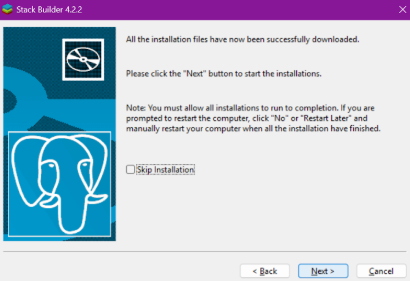 Stack Builder 4.2.2
All the installation files have now been successfully downloaded.
Please click the "Next" button to start the installations.
Note: You must allow all installations to run to completion. If you are
prompted to restart the computer, click "No" or "Restart Later" and
manually restart your computer when all the installation have finished.
Skip Installation
< Back
Next >
Cancel